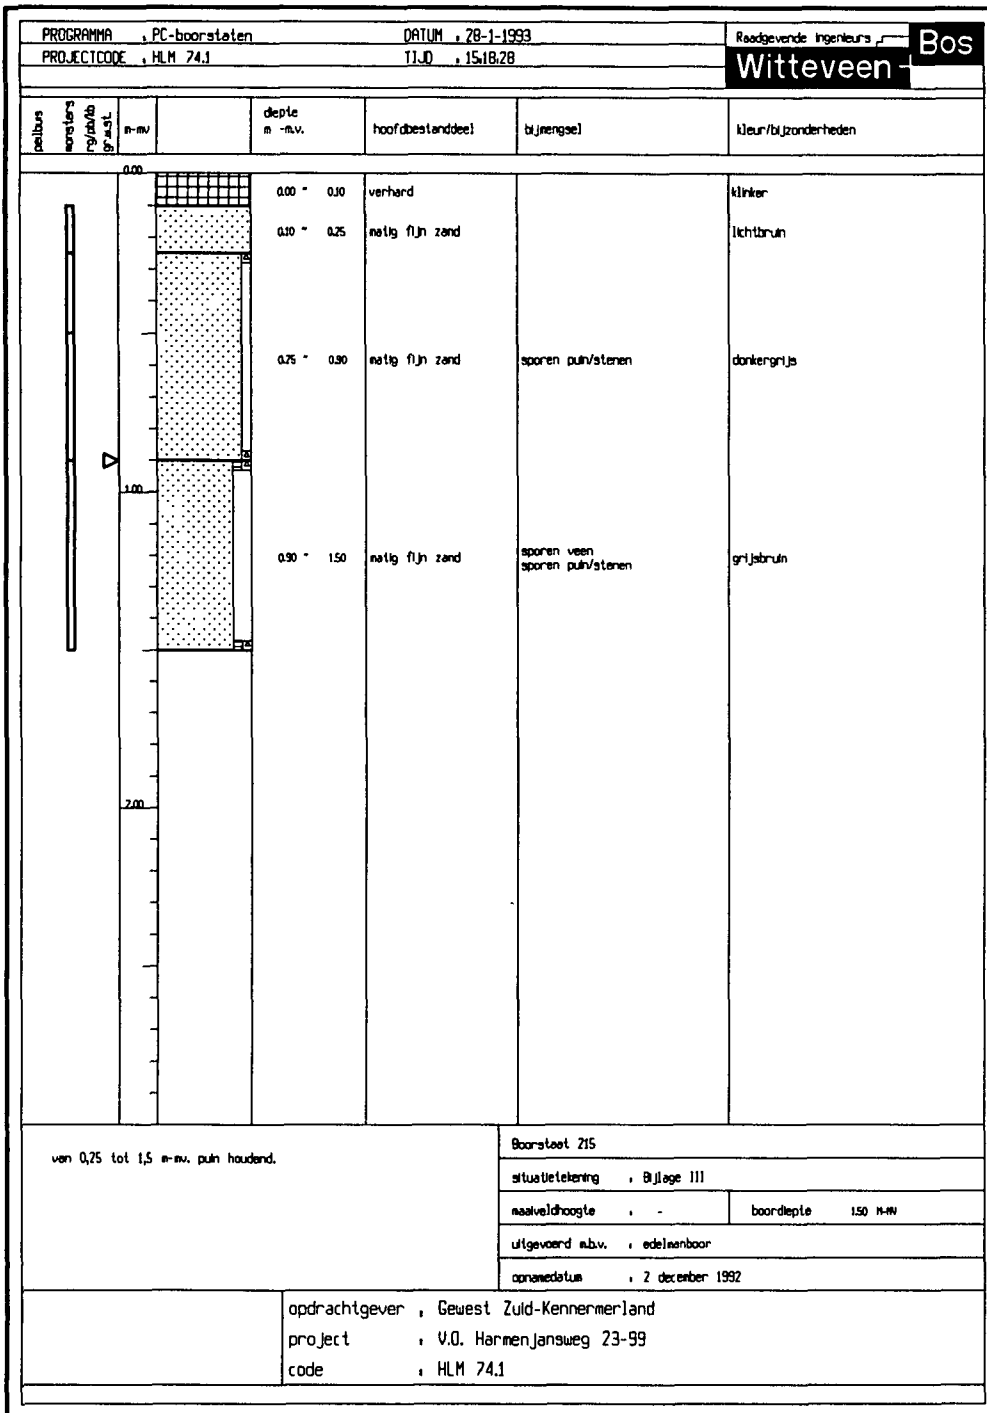 PROGRAMMA : PC-boorstaten DATUM : 28-1-1993
PROJECTCODE : HLM 74.1 TIJD : 15:18:28
Raadgevende Ingenieurs
Witteveen Bos
peilbuis
monsters
rg/pb/kb
gr.w.st.
m-mv
diepte
m -m.v.
hoofdbestanddeel
bijmengsel
kleur/bijzonderheden
0.00
0.00 - 0.10 verhard klinker
0.10 - 0.25 matig fijn zand lichtbruin
0.75 - 0.90 matig fijn zand sporen puin/stenen donkergrijs
1.00
0.90 - 1.50 matig fijn zand sporen veen
sporen puin/stenen
grijsbruin
2.00
van 0,25 tot 1,5 m-mv. puin houdend.
Boorstaat 215
situatietekening : Bijlage III
maaiveldhoogte : - boordiepte 1.50 M-MV
uitgevoerd m.b.v. : edelmanboor
opnamedatum : 2 december 1992
opdrachtgever : Gewest Zuid-Kennermerland
project : V.O. Harmenjansweg 23-99
code : HLM 74.1